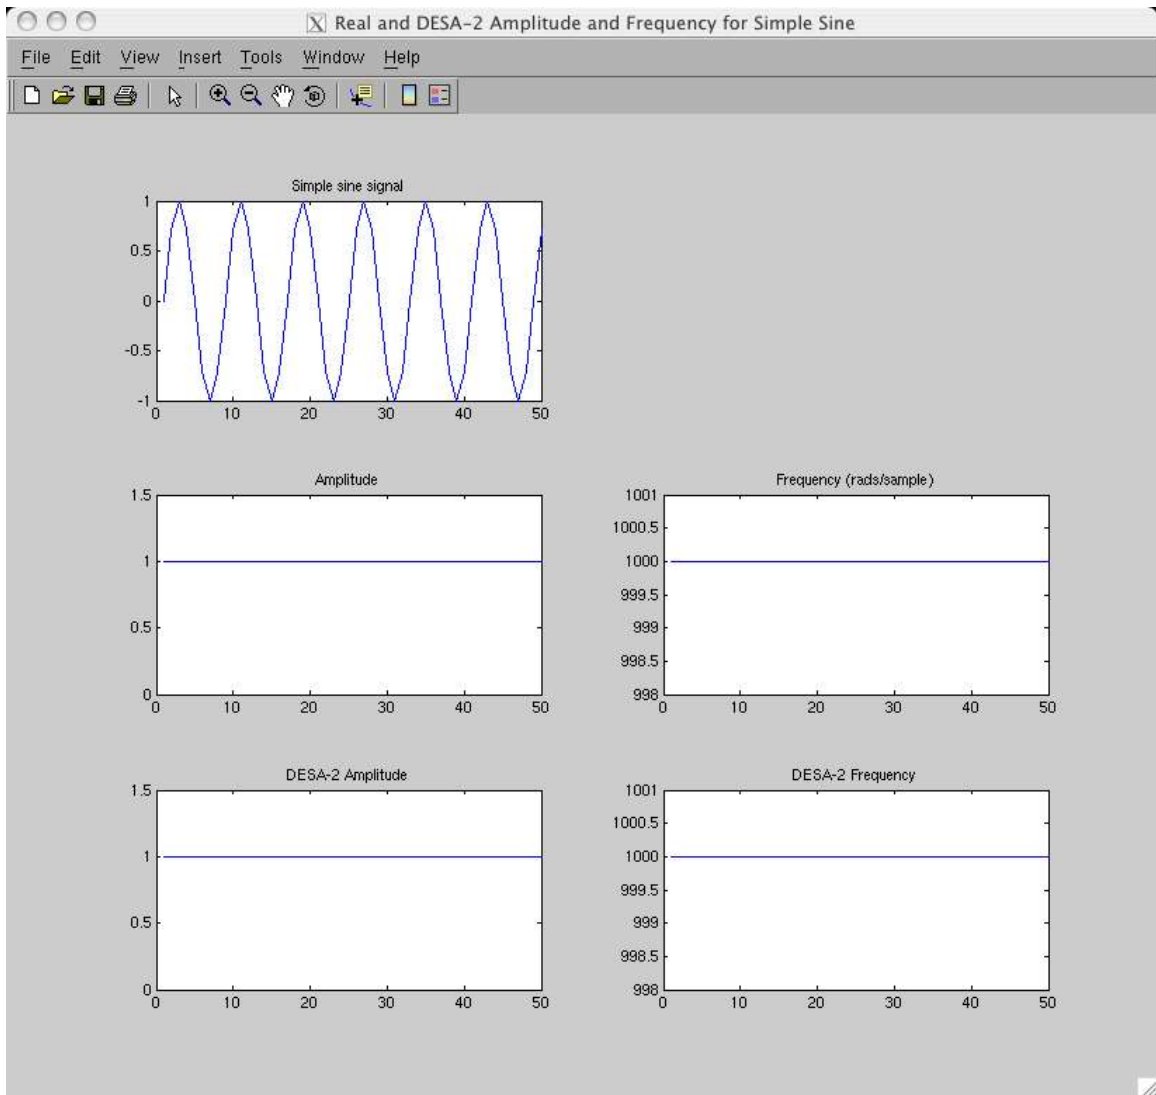 X Real and DESA-2 Amplitude and Frequency for Simple Sine
File Edit View Insert Tools Window Help
Simple sine signal
1
0.5
0
-0.5
-1
0 10 20 30 40 50
Amplitude
1.5
1
0.5
0
0 10 20 30 40 50
Frequency (rads/sample)
1001
1000.5
1000
999.5
999
998.5
998
0 10 20 30 40 50
DESA-2 Amplitude
1.5
1
0.5
0
0 10 20 30 40 50
DESA-2 Frequency
1001
1000.5
1000
999.5
999
998.5
998
0 10 20 30 40 50